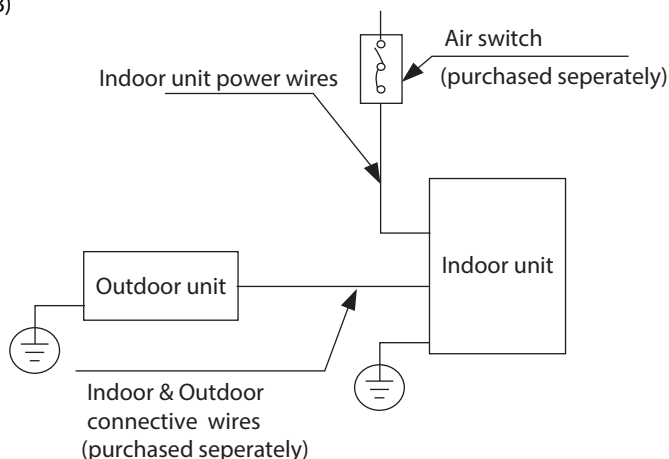 Air switch
(purchased seperately)
Indoor unit power wires
Indoor unit
Outdoor unit
Indoor & Outdoor
connective wires
(purchased seperately)